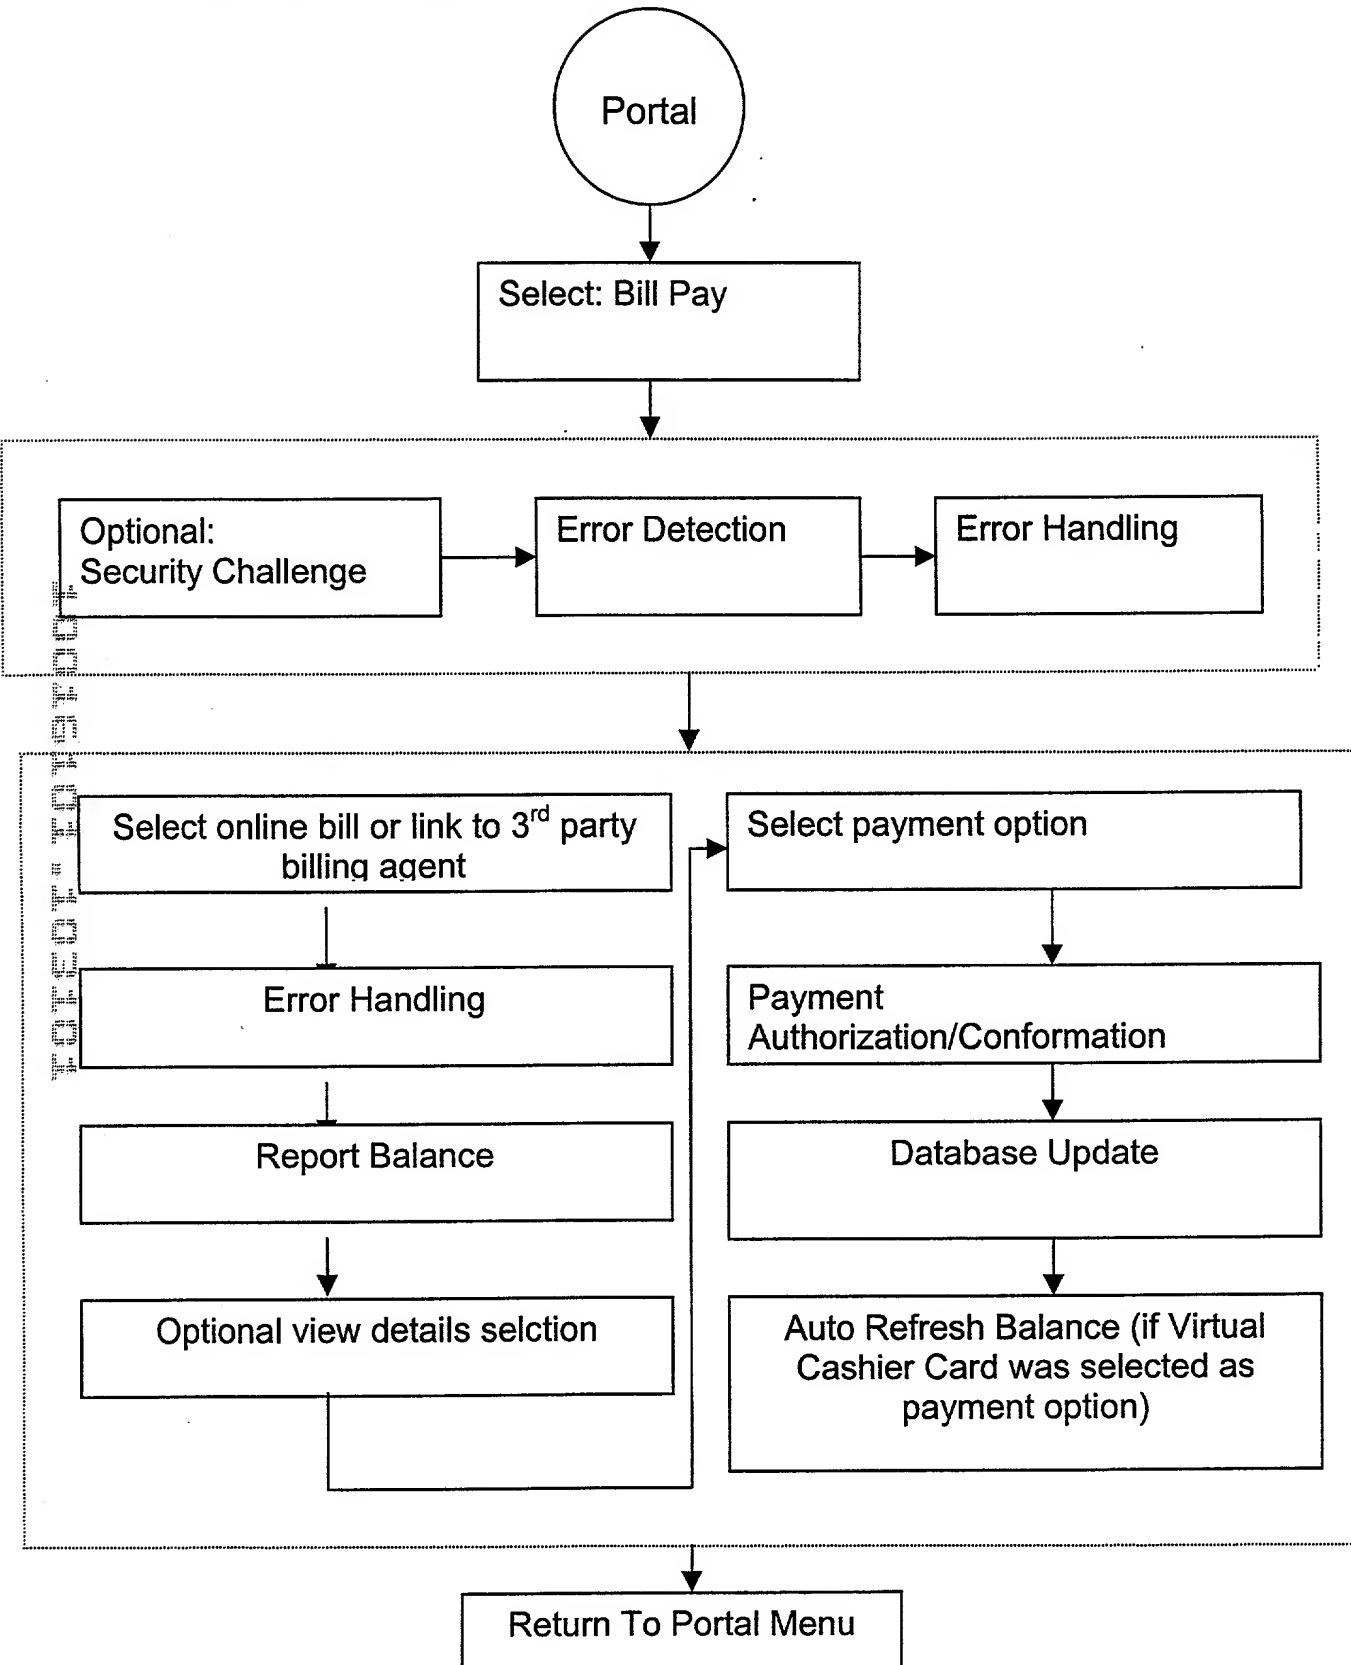 Portal
Select: Bill Pay
Optional:
Security Challenge
Error Detection
Error Handling
Select online bill or link to 3rd party
billing agent
Error Handling
Report Balance
Optional view details selction
Select payment option
Payment
Authorization/Conformation
Database Update
Auto Refresh Balance (if Virtual
Cashier Card was selected as
payment option)
Return To Portal Menu